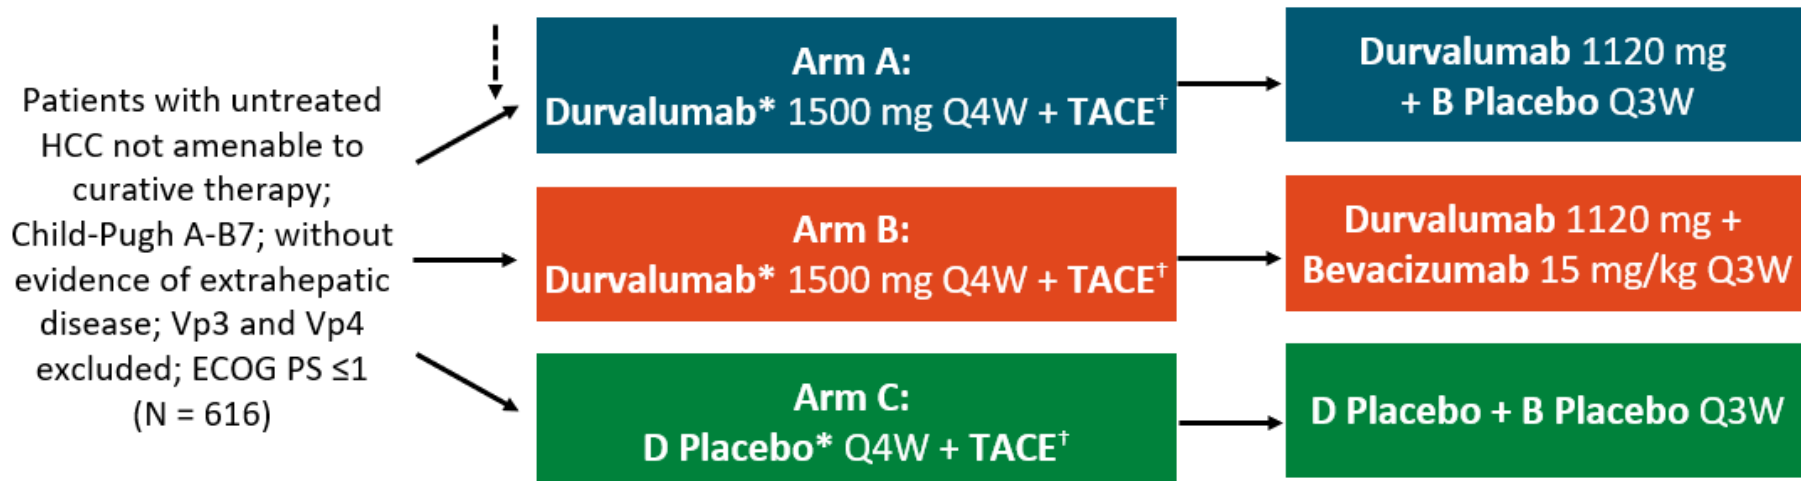 Patients with untreated
HCC not amenable to
curative therapy;
Child-Pugh A-B7; without
evidence of extrahepatic
disease; Vp3 and Vp4
excluded; ECOG PS ≤1
(N = 616)
Arm A:
Durvalumab* 1500 mg Q4W + TACE†
Durvalumab 1120 mg
+ B Placebo Q3W
Arm B:
Durvalumab* 1500 mg Q4W + TACE†
Durvalumab 1120 mg +
Bevacizumab 15 mg/kg Q3W
Arm C:
D Placebo* Q4W + TACE†
D Placebo + B Placebo Q3W